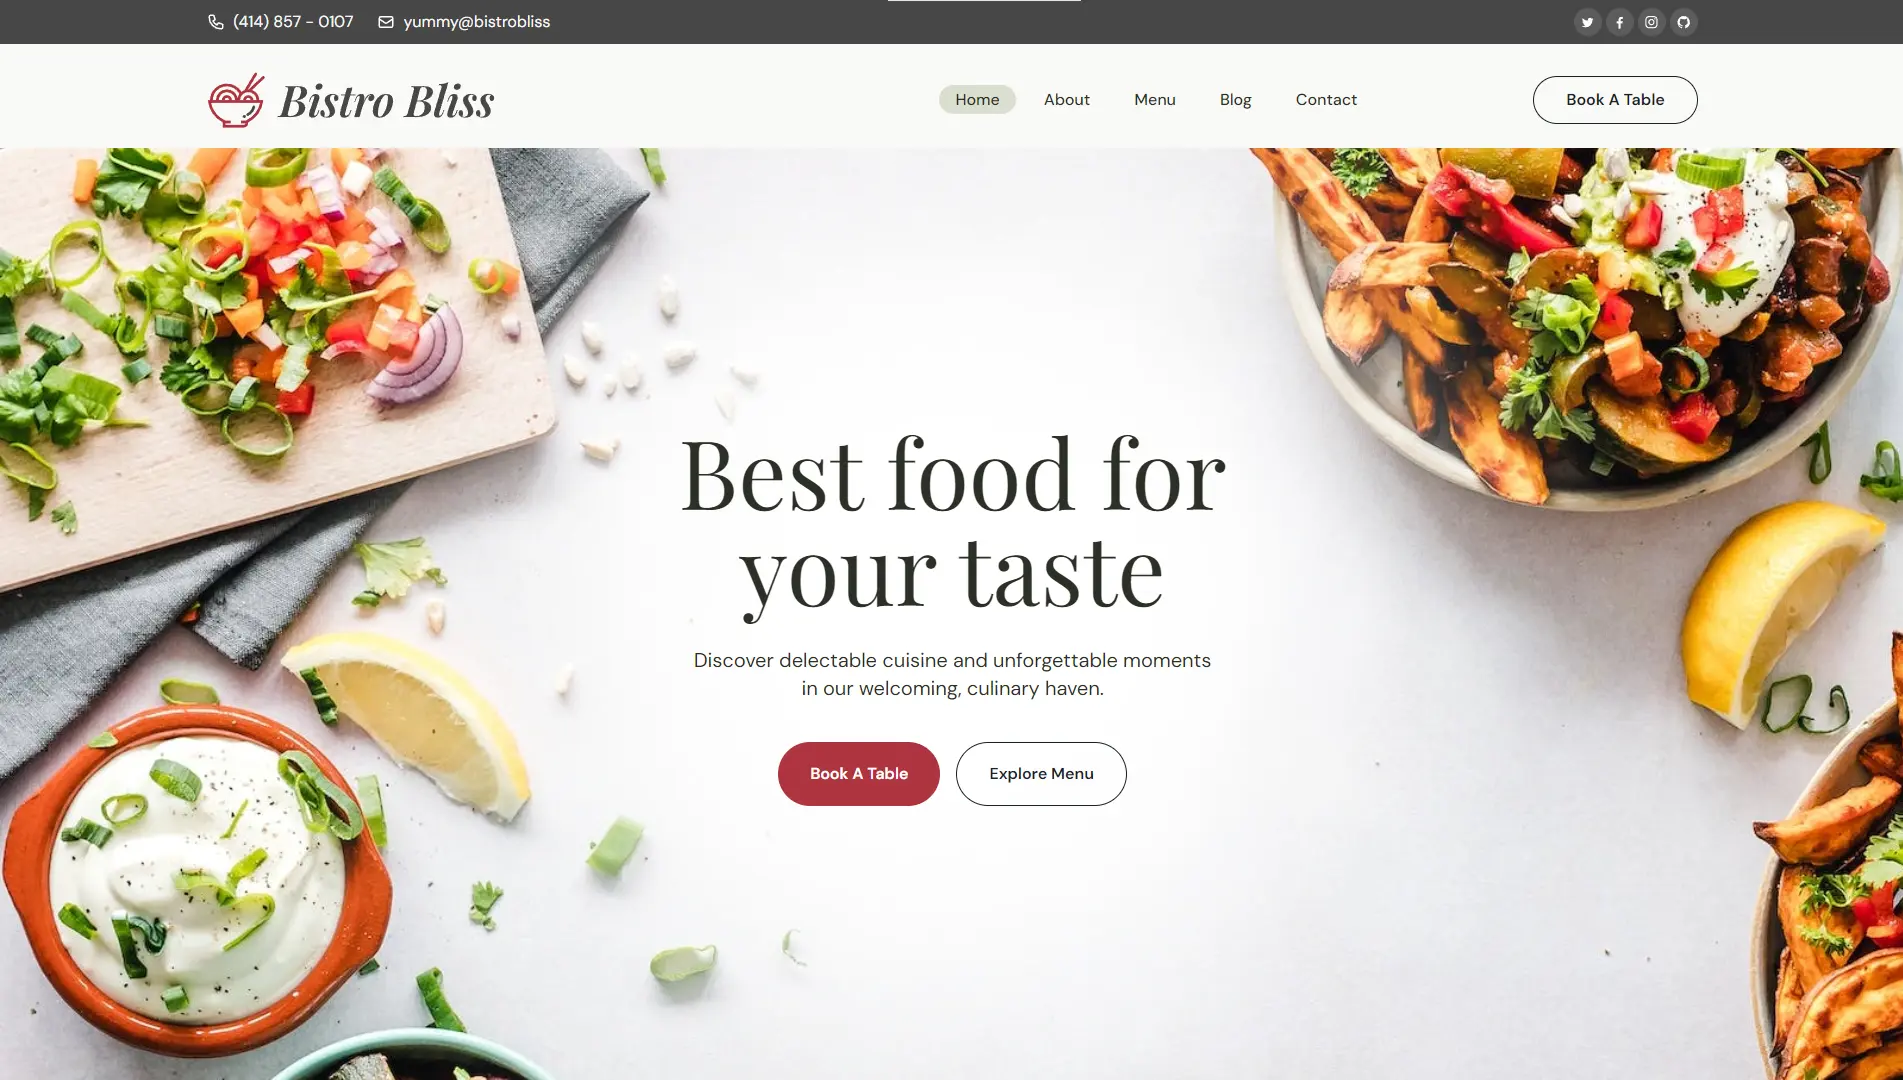 (414) 857 - 0107
yummy@bistrobliss
Bistro Bliss
Home
About
Menu
Blog
Contact
Book A Table
Best food for
your taste
Discover delectable cuisine and unforgettable moments
in our welcoming, culinary haven.
Book A Table
Explore Menu